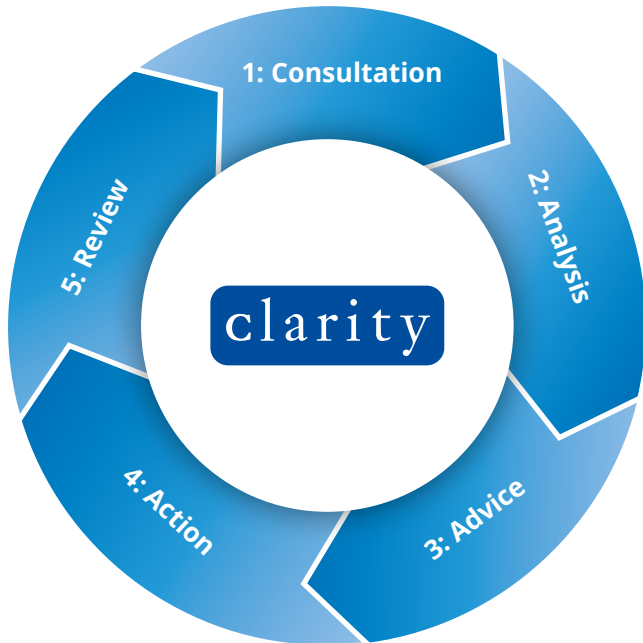 1: Consultation
2: Analysis
3: Advice
4: Action
5: Review
clarity